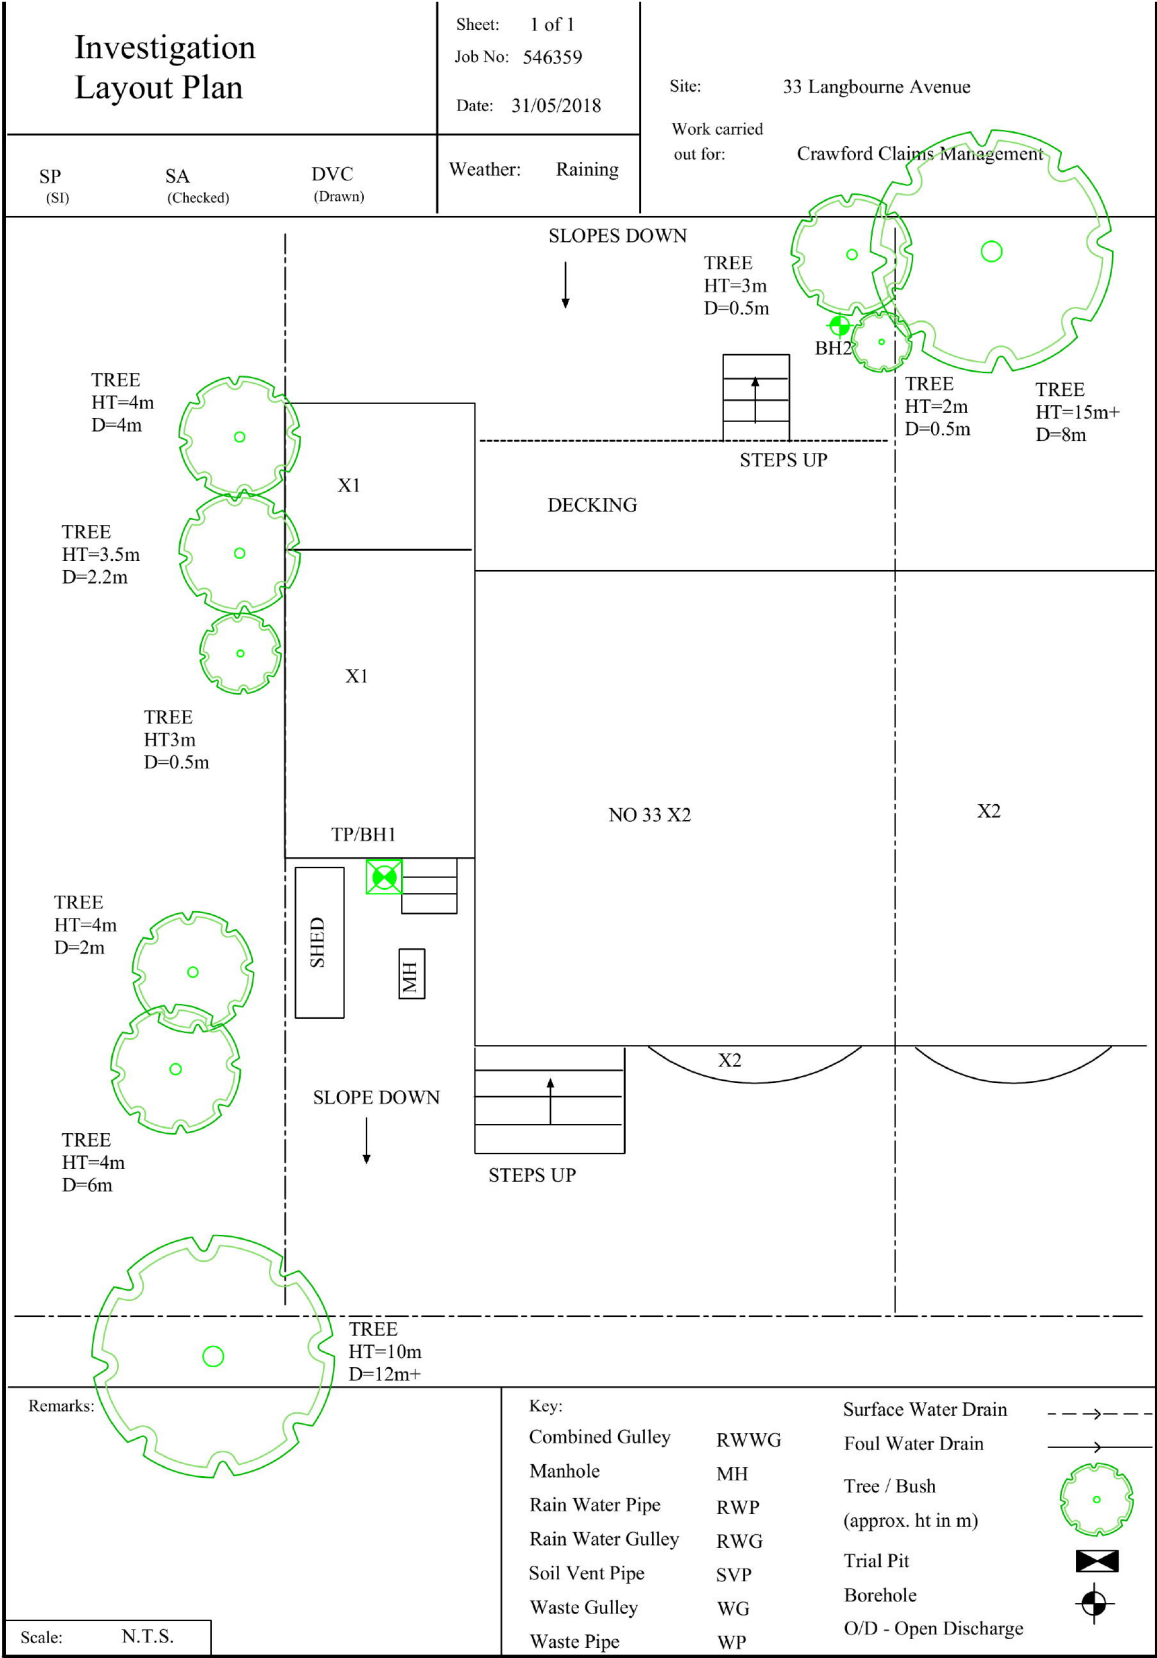 Investigation
Layout Plan
Sheet: 1 of 1
Job No: 546359
Date: 31/05/2018
Site: 33 Langbourne Avenue
Work carried
out for: Crawford Claims Management
SP
(SI)
SA
(Checked)
DVC
(Drawn)
Weather: Raining
SLOPES DOWN
TREE
HT=3m
D=0.5m
BH2
TREE
HT=4m
D=4m
TREE
HT=2m
D=0.5m
TREE
HT=15m+
D=8m
STEPS UP
X1
DECKING
TREE
HT=3.5m
D=2.2m
X1
TREE
HT3m
D=0.5m
NO 33 X2
X2
TP/BH1
TREE
HT=4m
D=2m
SHED
MH
X2
SLOPE DOWN
TREE
HT=4m
D=6m
STEPS UP
TREE
HT=10m
D=12m+
Remarks:
Key:
Combined Gulley RWWG
Manhole MH
Rain Water Pipe RWP
Rain Water Gulley RWG
Soil Vent Pipe SVP
Waste Gulley WG
Waste Pipe WP
Surface Water Drain
Foul Water Drain
Tree / Bush
(approx. ht in m)
Trial Pit
Borehole
O/D - Open Discharge
Scale: N.T.S.